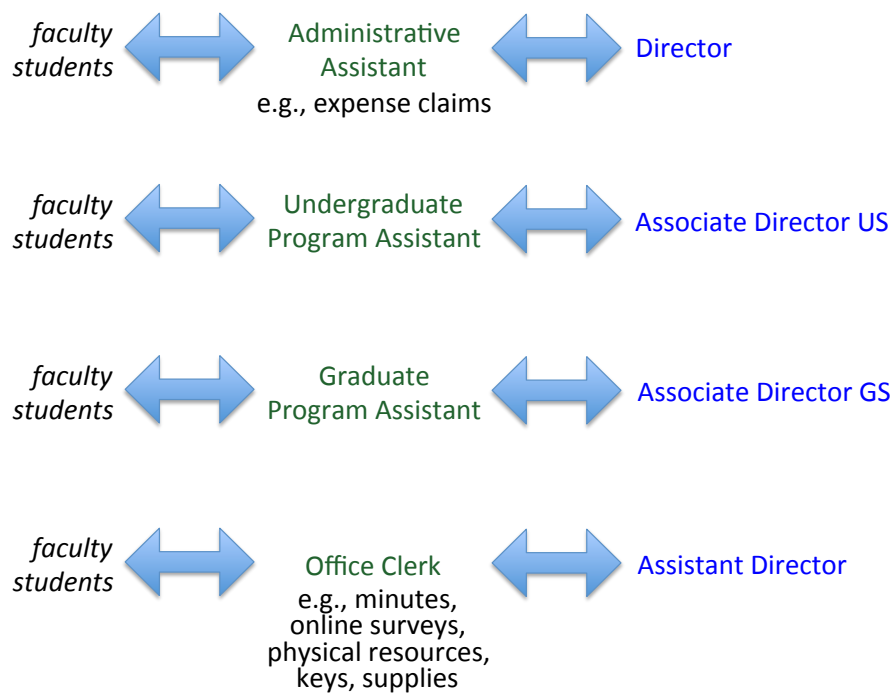 faculty
students
Administrative
Assistant
e.g., expense claims
Director
faculty
students
Undergraduate
Program Assistant
Associate Director US
faculty
students
Graduate
Program Assistant
Associate Director GS
faculty
students
Office Clerk
e.g., minutes,
online surveys,
physical resources,
keys, supplies
Assistant Director